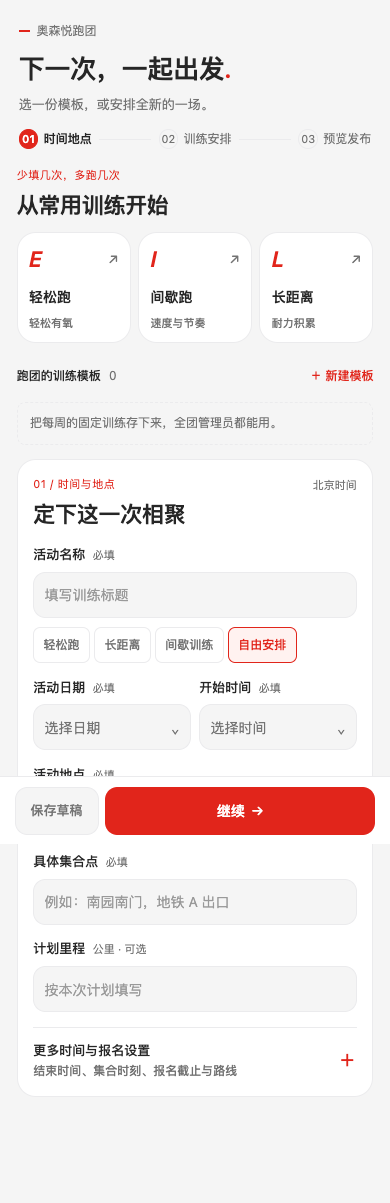 奥森悦跑团
下一次，一起出发.
选一份模板，或安排全新的一场。
01 时间地点 02 训练安排 03 预览发布
少填几次，多跑几次
从常用训练开始
E ↗ I ↗ L ↗
轻松跑 间歇跑 长距离
轻松有氧 速度与节奏 耐力积累
跑团的训练模板 0 + 新建模板
把每周的固定训练存下来，全团管理员都能用。
01 / 时间与地点 北京时间
定下这一次相聚
活动名称 必填
填写训练标题
轻松跑 长距离 间歇训练 自由安排
活动日期 必填 开始时间 必填
选择日期 选择时间
活动地点 必填
保存草稿 继续 →
具体集合点 必填
例如：南园南门，地铁 A 出口
计划里程 公里 · 可选
按本次计划填写
更多时间与报名设置
结束时间、集合时刻、报名截止与路线 +